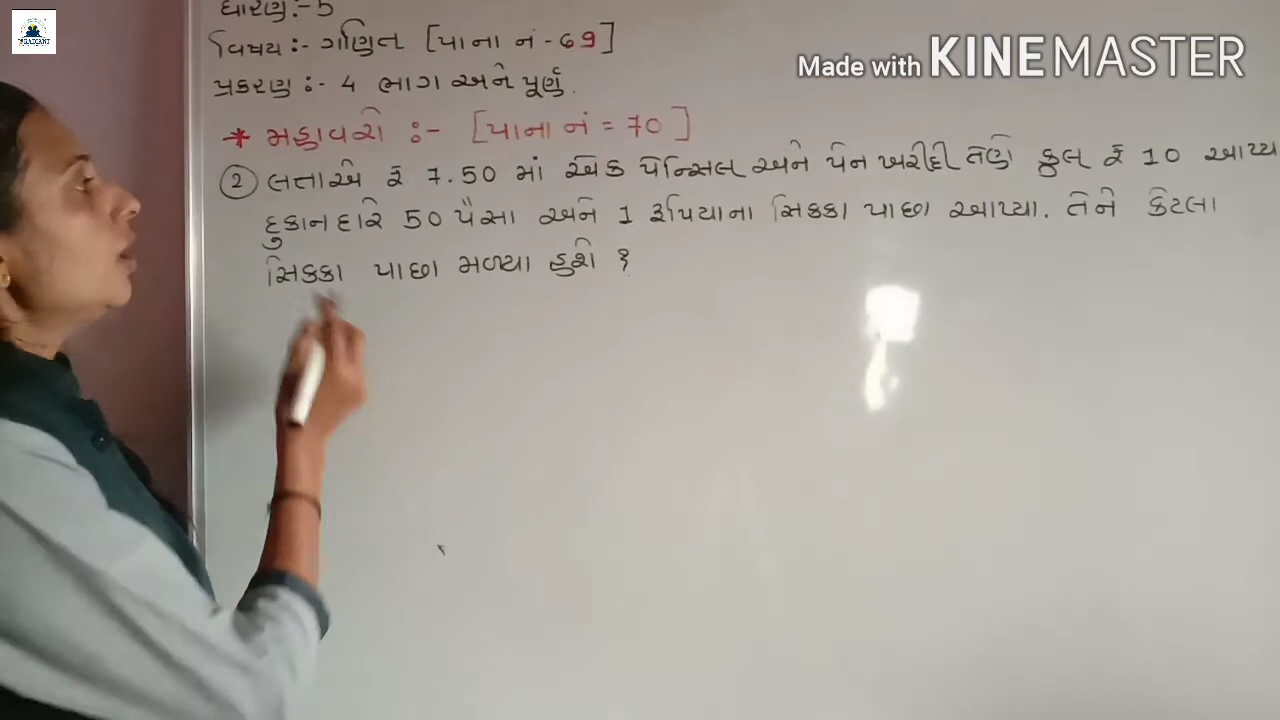 ધોરણ:- 5
વિષય :- ગણિત [પાના નં - 69]
પ્રકરણ :- 4 ભાગ અને પૂર્ણ.
Made with KINEMASTER
* મહાવરો :- [પાના નં = 70]
② લતાએ ₹ 7.50 માં એક પેન્સિલ અને પેન ખરીદી તેણે કુલ ₹ 10 આપ્યા
દુકાનદારે 50 પૈસા અને 1 રૂપિયાના સિક્કા પાછા આપ્યા. તેને કેટલા
સિક્કા પાછા મળ્યા હશે ?